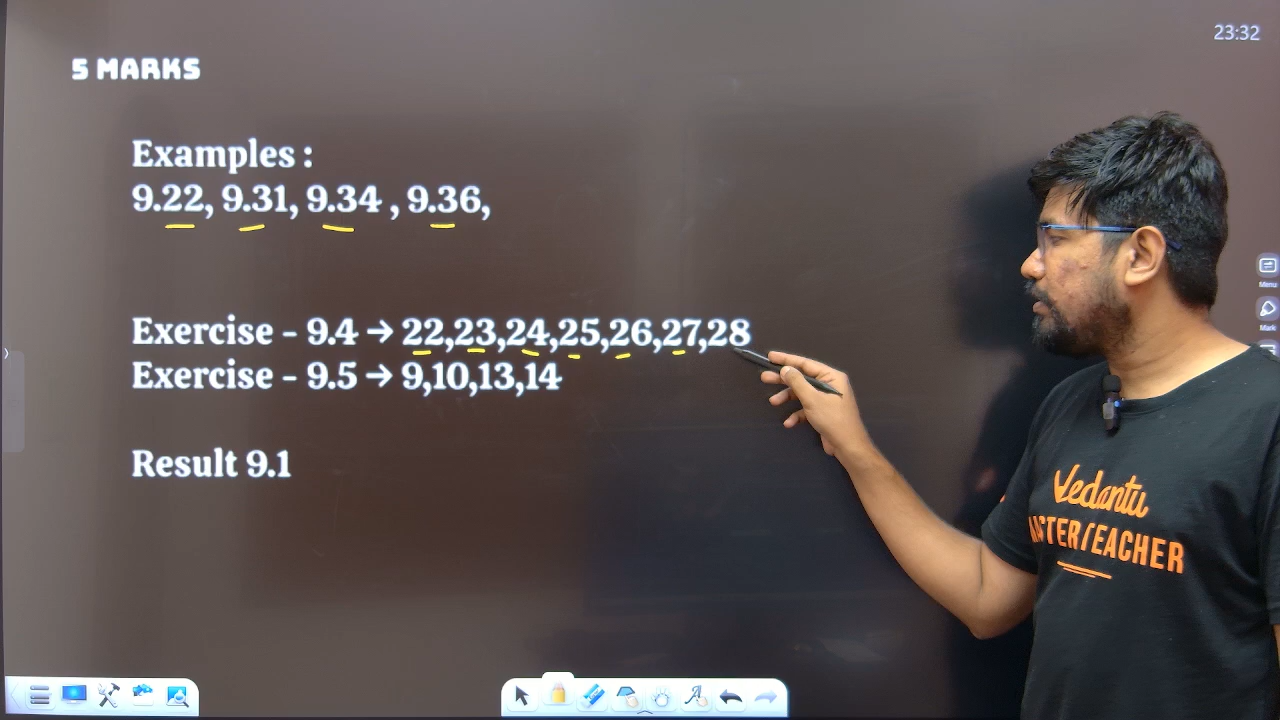 23:32
5 MARKS
Examples :
9.22, 9.31, 9.34 , 9.36,
Exercise - 9.4 → 22,23,24,25,26,27,28
Exercise - 9.5 → 9,10,13,14
Result 9.1
Menu
Mark
Vedantu
MASTER TEACHER